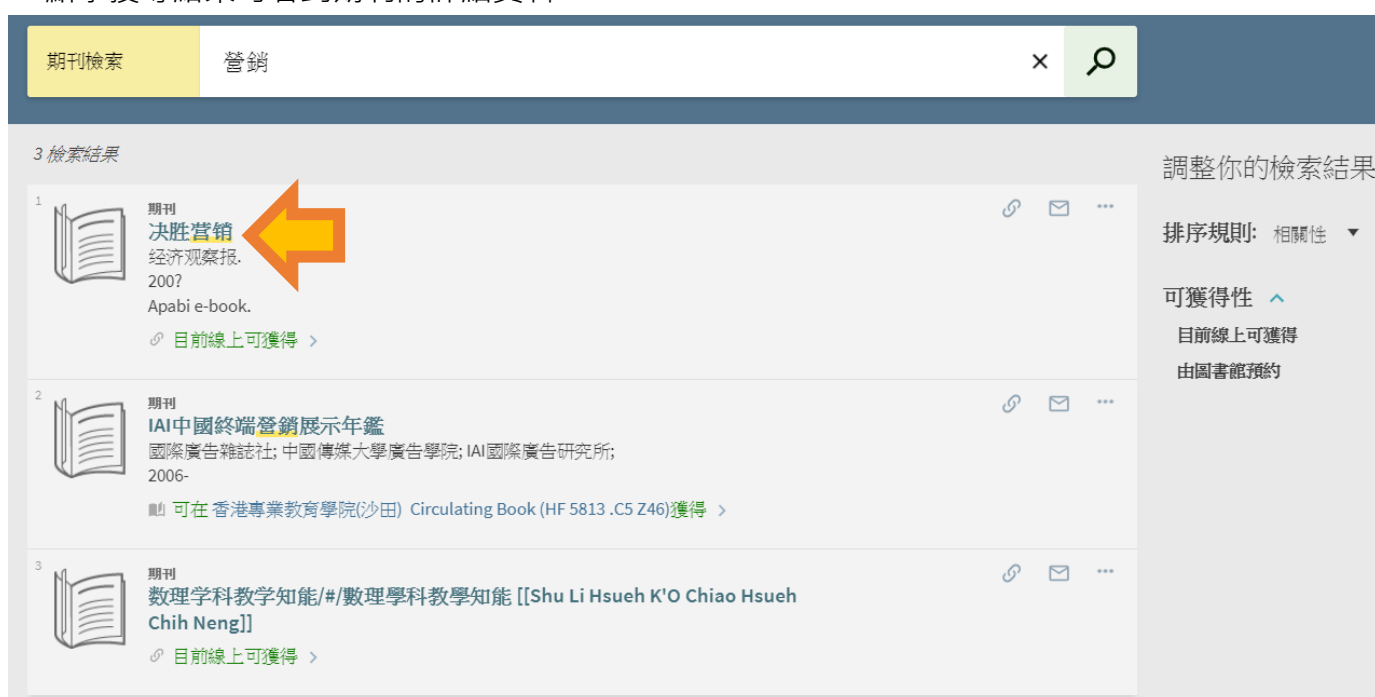 期刊檢索
營銷
3 檢索結果
調整你的檢索結果
1
期刊
决胜营销
经济观察报.
200?
Apabi e-book.
目前線上可獲得
排序規則: 相關性
可獲得性
目前線上可獲得
由圖書館預約
2
期刊
IAI中國終端營銷展示年鑑
國際廣告雜誌社; 中國傳媒大學廣告學院; IAI國際廣告研究所;
2006-
可在 香港專業教育學院(沙田) Circulating Book (HF 5813 .C5 Z46)獲得
3
期刊
数理学科教学知能/#/數理學科教學知能 [[Shu Li Hsueh K'O Chiao Hsueh
Chih Neng]]
目前線上可獲得